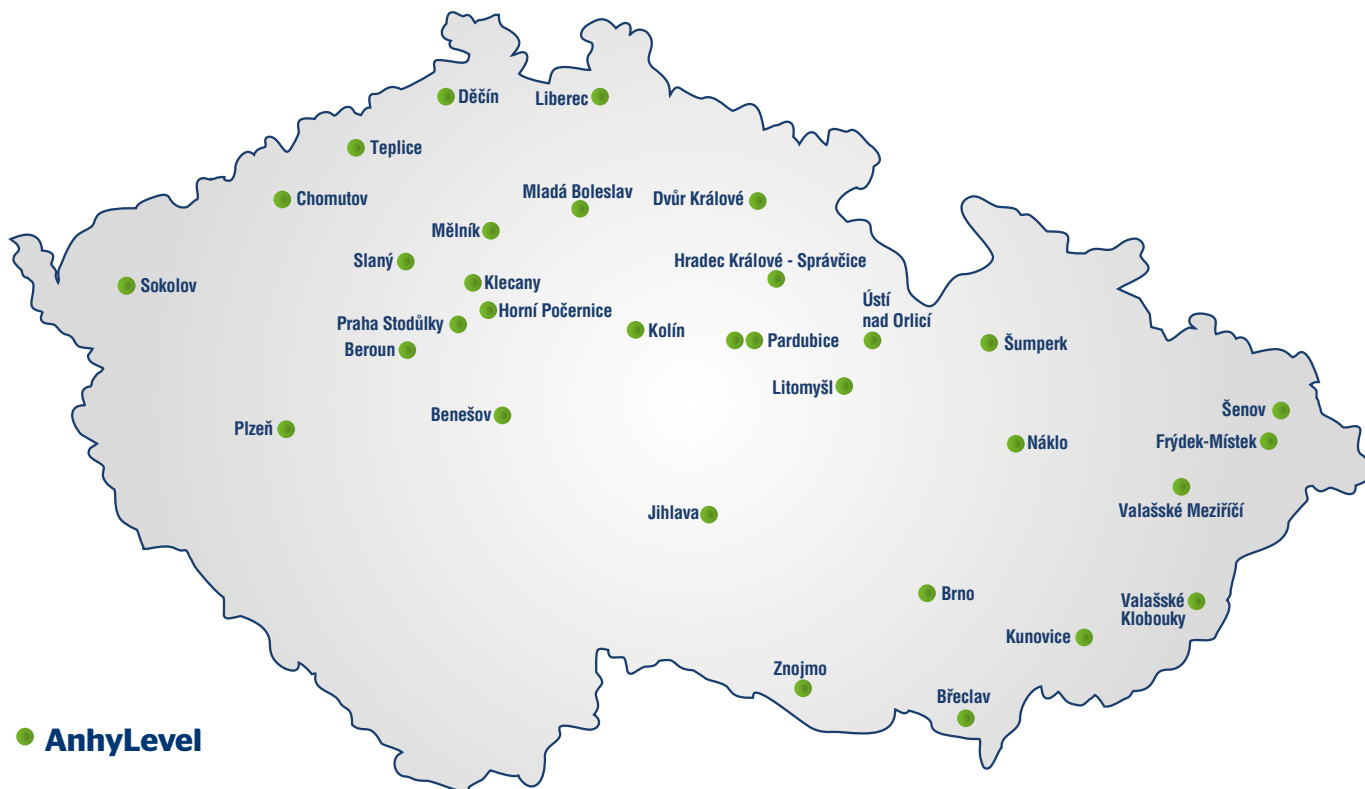 Děčín
Liberec
Teplice
Chomutov
Mladá Boleslav
Dvůr Králové
Mělník
Slaný
Hradec Králové - Správčice
Sokolov
Klecany
Horní Počernice
Ústí
nad Orlicí
Praha Stodůlky
Kolín
Pardubice
Šumperk
Beroun
Litomyšl
Benešov
Šenov
Plzeň
Náklo
Frýdek-Místek
Valašské Meziříčí
Jihlava
Brno
Valašské
Klobouky
Kunovice
Znojmo
Břeclav
AnhyLevel